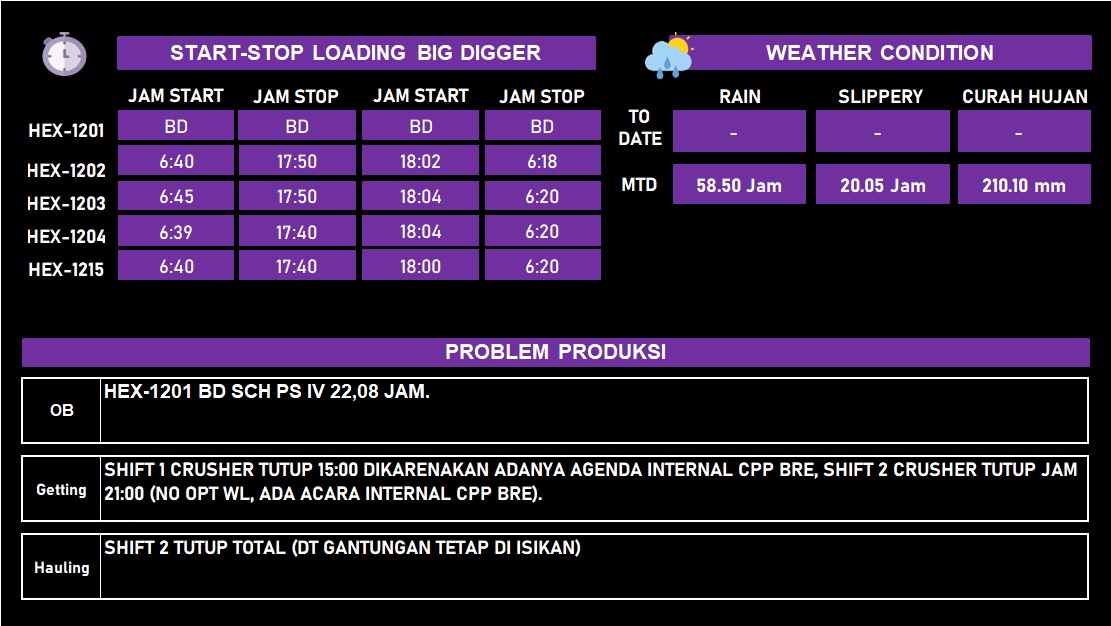 START-STOP LOADING BIG DIGGER
JAM START JAM STOP JAM START JAM STOP
HEX-1201 BD BD BD BD
HEX-1202 6:40 17:50 18:02 6:18
HEX-1203 6:45 17:50 18:04 6:20
HEX-1204 6:39 17:40 18:04 6:20
HEX-1215 6:40 17:40 18:00 6:20
WEATHER CONDITION
RAIN SLIPPERY CURAH HUJAN
TO
DATE - - -
MTD 58.50 Jam 20.05 Jam 210.10 mm
PROBLEM PRODUKSI
OB HEX-1201 BD SCH PS IV 22,08 JAM.
Getting SHIFT 1 CRUSHER TUTUP 15:00 DIKARENAKAN ADANYA AGENDA INTERNAL CPP BRE, SHIFT 2 CRUSHER TUTUP JAM
21:00 (NO OPT WL, ADA ACARA INTERNAL CPP BRE).
Hauling SHIFT 2 TUTUP TOTAL (DT GANTUNGAN TETAP DI ISIKAN)